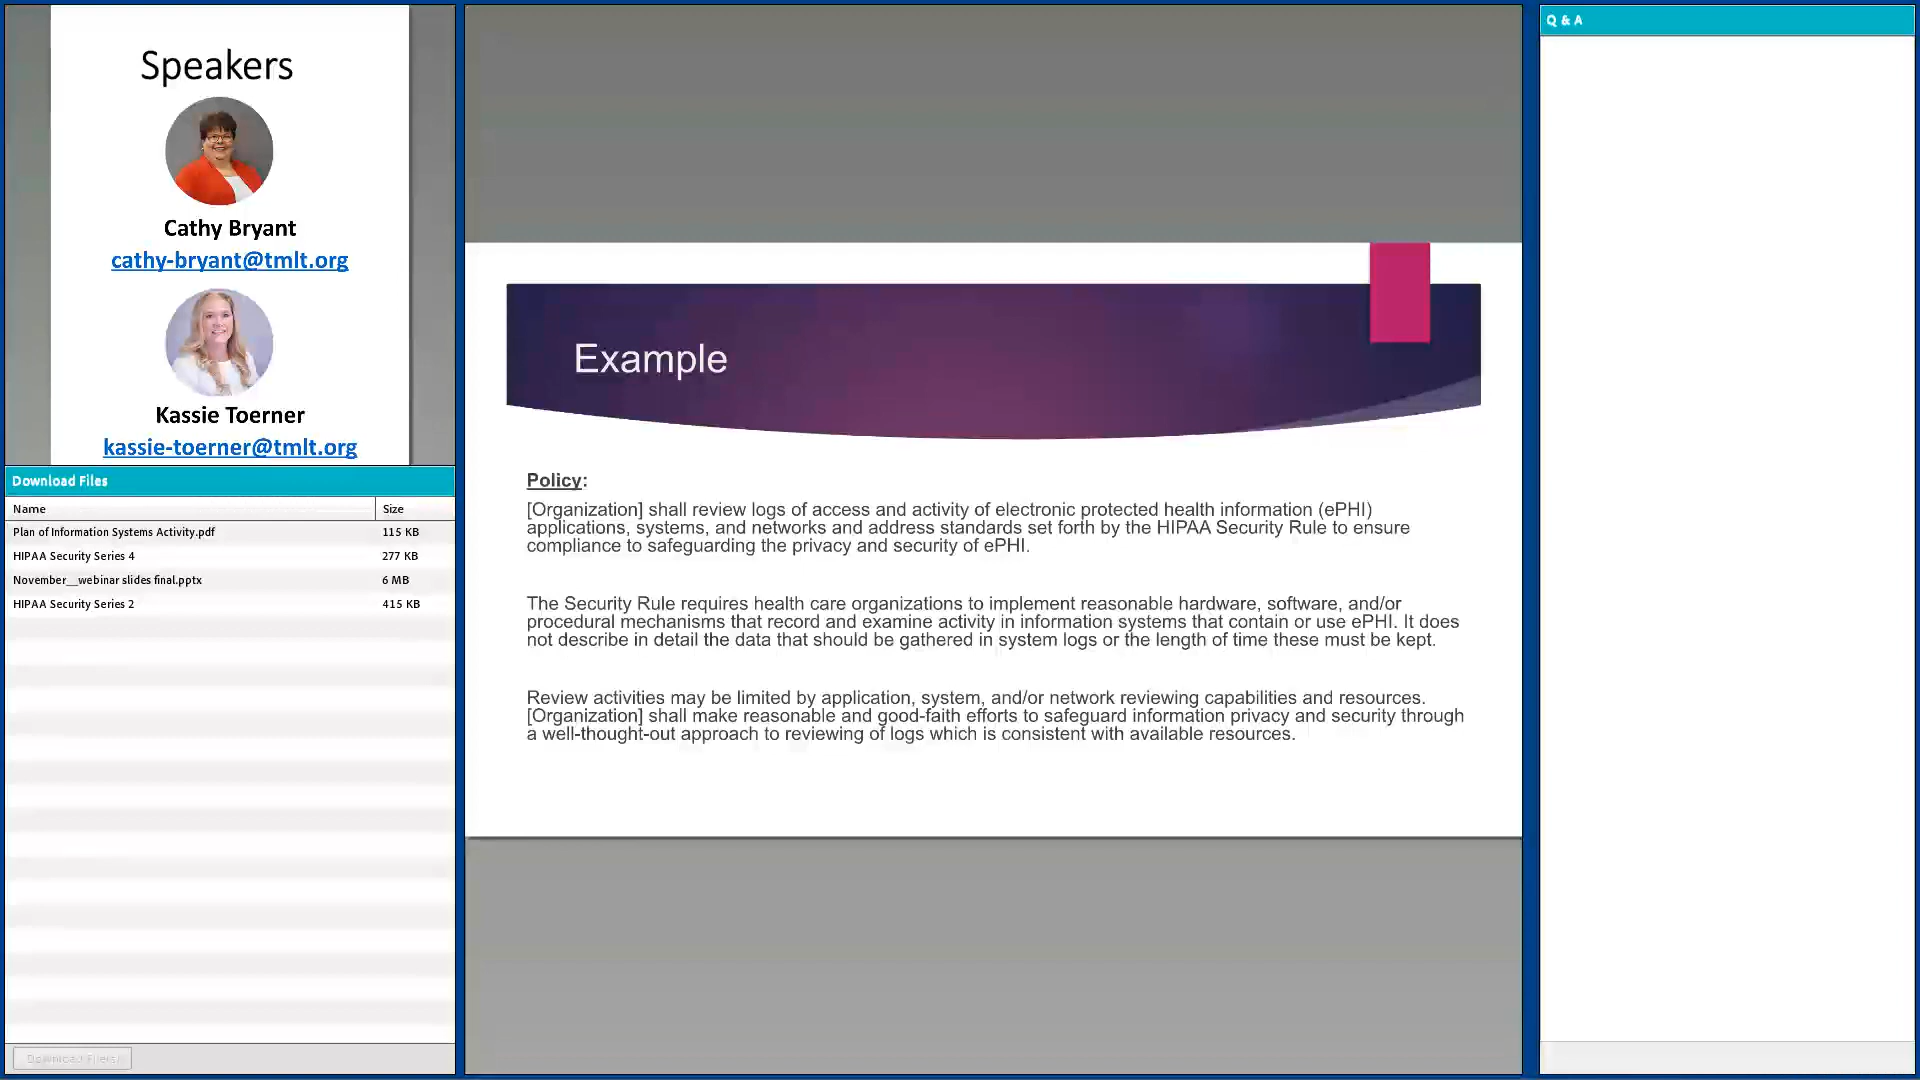 Speakers
Cathy Bryant
cathy-bryant@tmlt.org
Kassie Toerner
kassie-toerner@tmlt.org
Download Files
Name Size
Plan of Information Systems Activity.pdf 115 KB
HIPAA Security Series 4 277 KB
November__webinar slides final.pptx 6 MB
HIPAA Security Series 2 415 KB
Download File(s)
Example
Policy:
[Organization] shall review logs of access and activity of electronic protected health information (ePHI)
applications, systems, and networks and address standards set forth by the HIPAA Security Rule to ensure
compliance to safeguarding the privacy and security of ePHI.
The Security Rule requires health care organizations to implement reasonable hardware, software, and/or
procedural mechanisms that record and examine activity in information systems that contain or use ePHI. It does
not describe in detail the data that should be gathered in system logs or the length of time these must be kept.
Review activities may be limited by application, system, and/or network reviewing capabilities and resources.
[Organization] shall make reasonable and good-faith efforts to safeguard information privacy and security through
a well-thought-out approach to reviewing of logs which is consistent with available resources.
Q & A